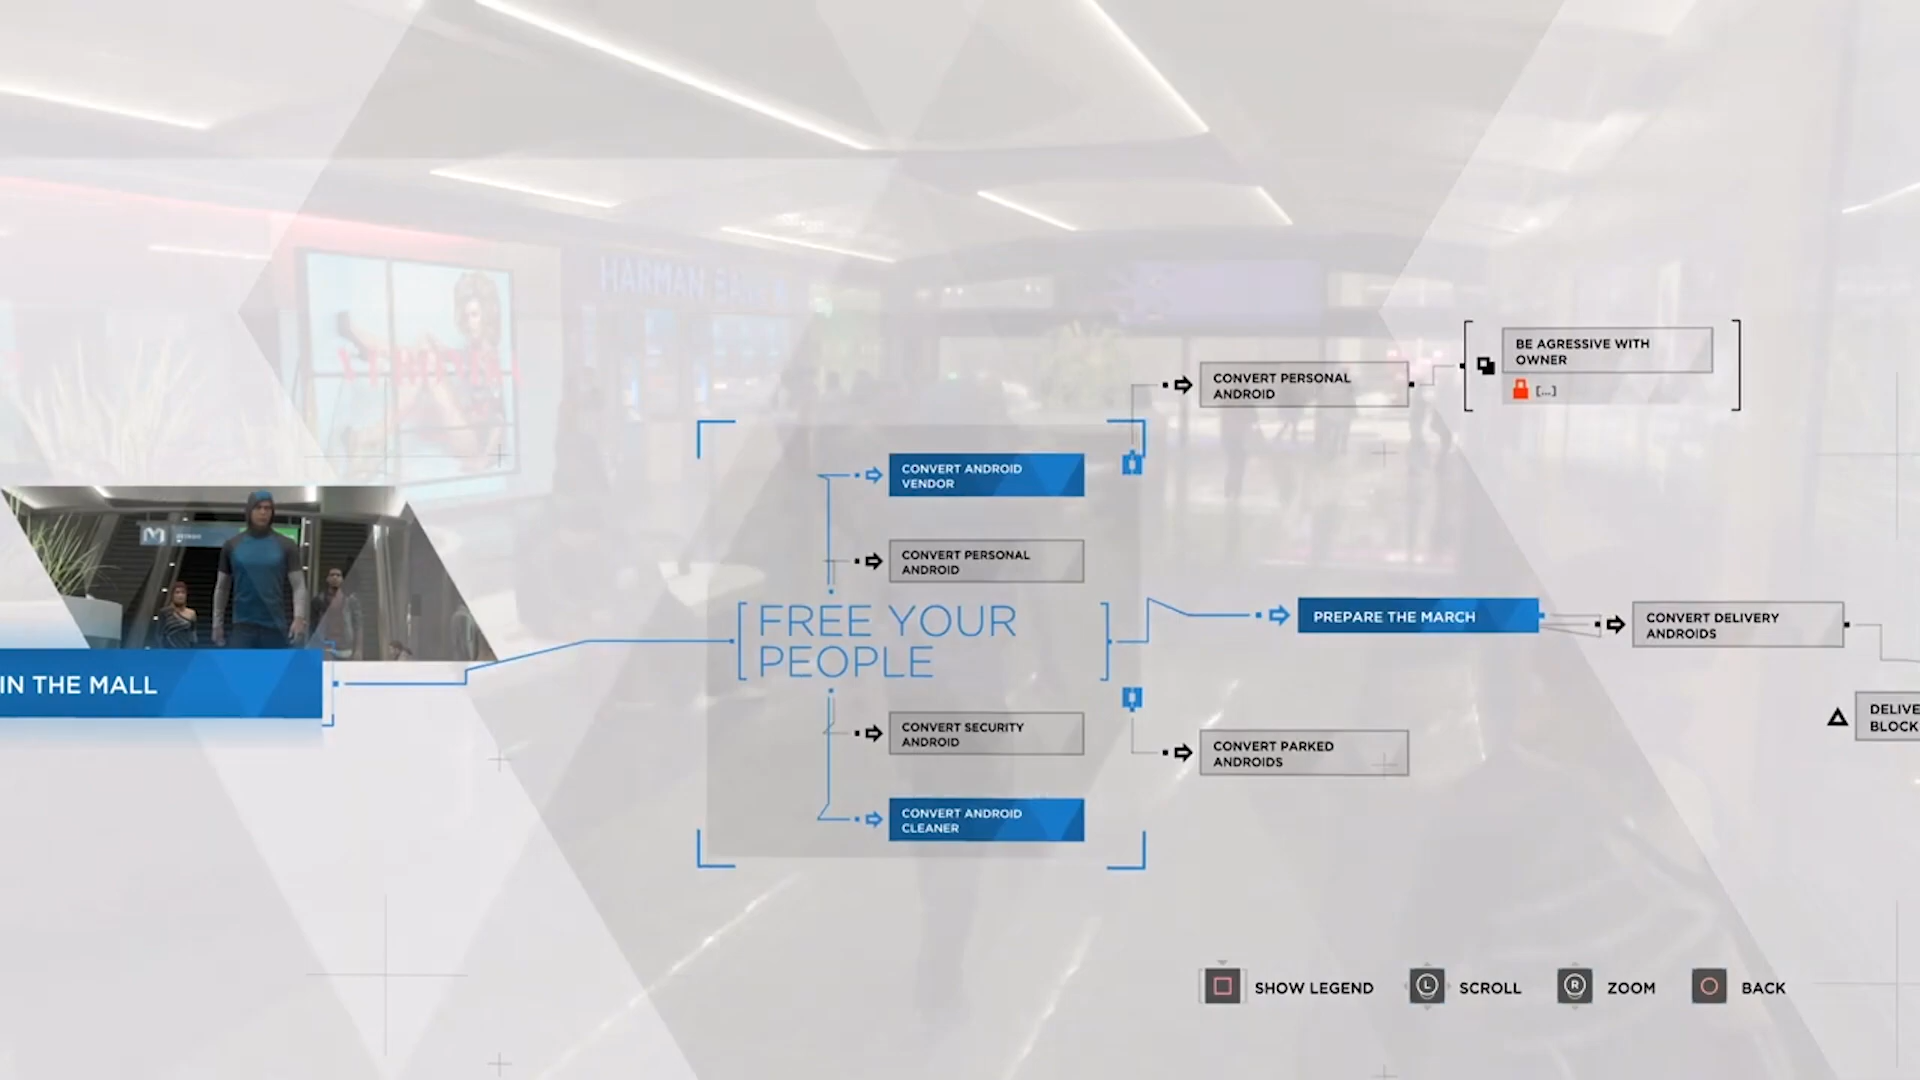 HARMAN
BE AGRESSIVE WITH
OWNER
[...]
CONVERT PERSONAL
ANDROID
CONVERT ANDROID
VENDOR
CONVERT PERSONAL
ANDROID
FREE YOUR
PEOPLE
PREPARE THE MARCH
CONVERT DELIVERY
ANDROIDS
IN THE MALL
DELIVE
BLOCK
CONVERT SECURITY
ANDROID
CONVERT PARKED
ANDROIDS
CONVERT ANDROID
CLEANER
SHOW LEGEND
L
SCROLL
R
ZOOM
BACK